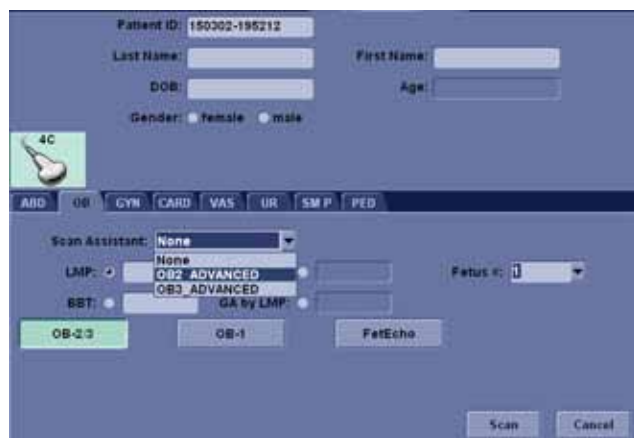 Patient ID: 150302-195212
Last Name: First Name:
DOB: Age:
Gender: female male
4C
ABD OB GYN CARD VAS UR SM P PED
Scan Assistant: None
None
LMP: OB2_ADVANCED Fetus #: 1
OB3_ADVANCED
BBT: GA by LMP:
OB-2/3 OB-1 FetEcho
Scan Cancel